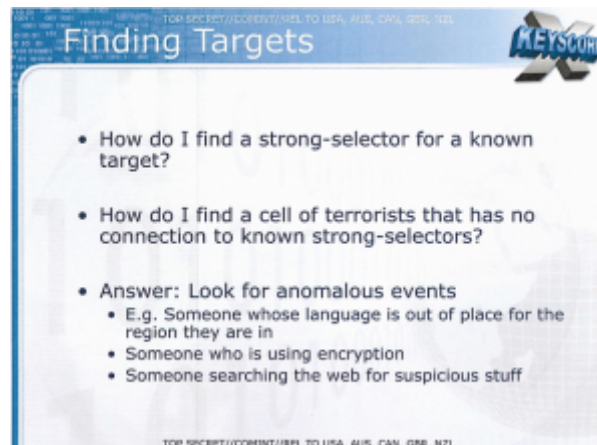 TOP SECRET//COMINT//REL TO USA, AUS, CAN, GBR, NZL
Finding Targets
KEYSCOR
X
• How do I find a strong-selector for a known
target?
• How do I find a cell of terrorists that has no
connection to known strong-selectors?
• Answer: Look for anomalous events
• E.g. Someone whose language is out of place for the
region they are in
• Someone who is using encryption
• Someone searching the web for suspicious stuff
TOP SECRET//COMINT//REL TO USA, AUS, CAN, GBR, NZL